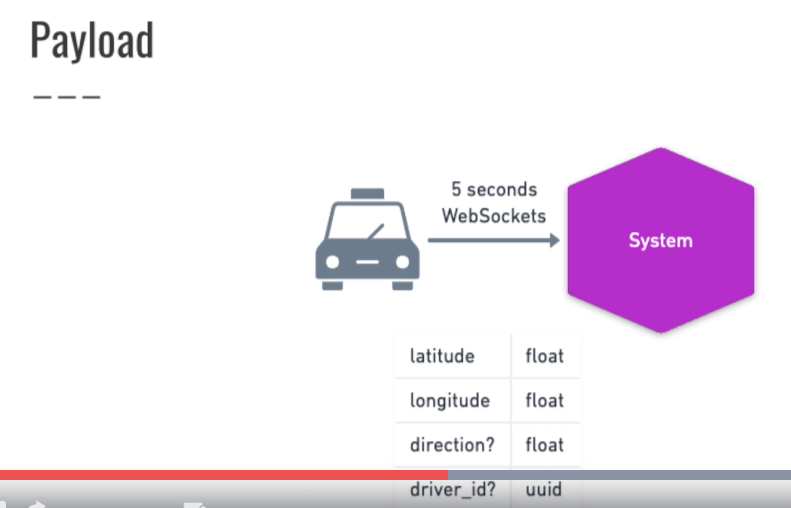 Payload
5 seconds
WebSockets
System
latitude float
longitude float
direction? float
driver_id? uuid